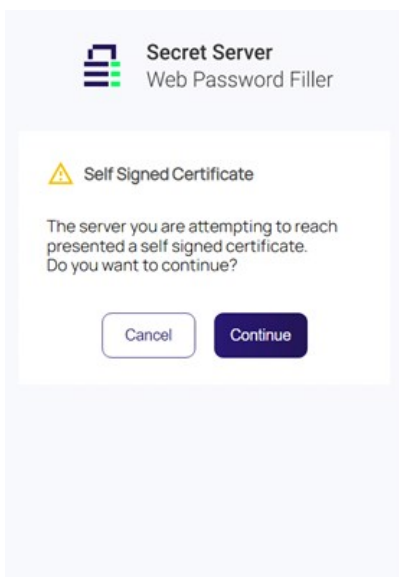 Secret Server
Web Password Filler
Self Signed Certificate
The server you are attempting to reach
presented a self signed certificate.
Do you want to continue?
Cancel
Continue